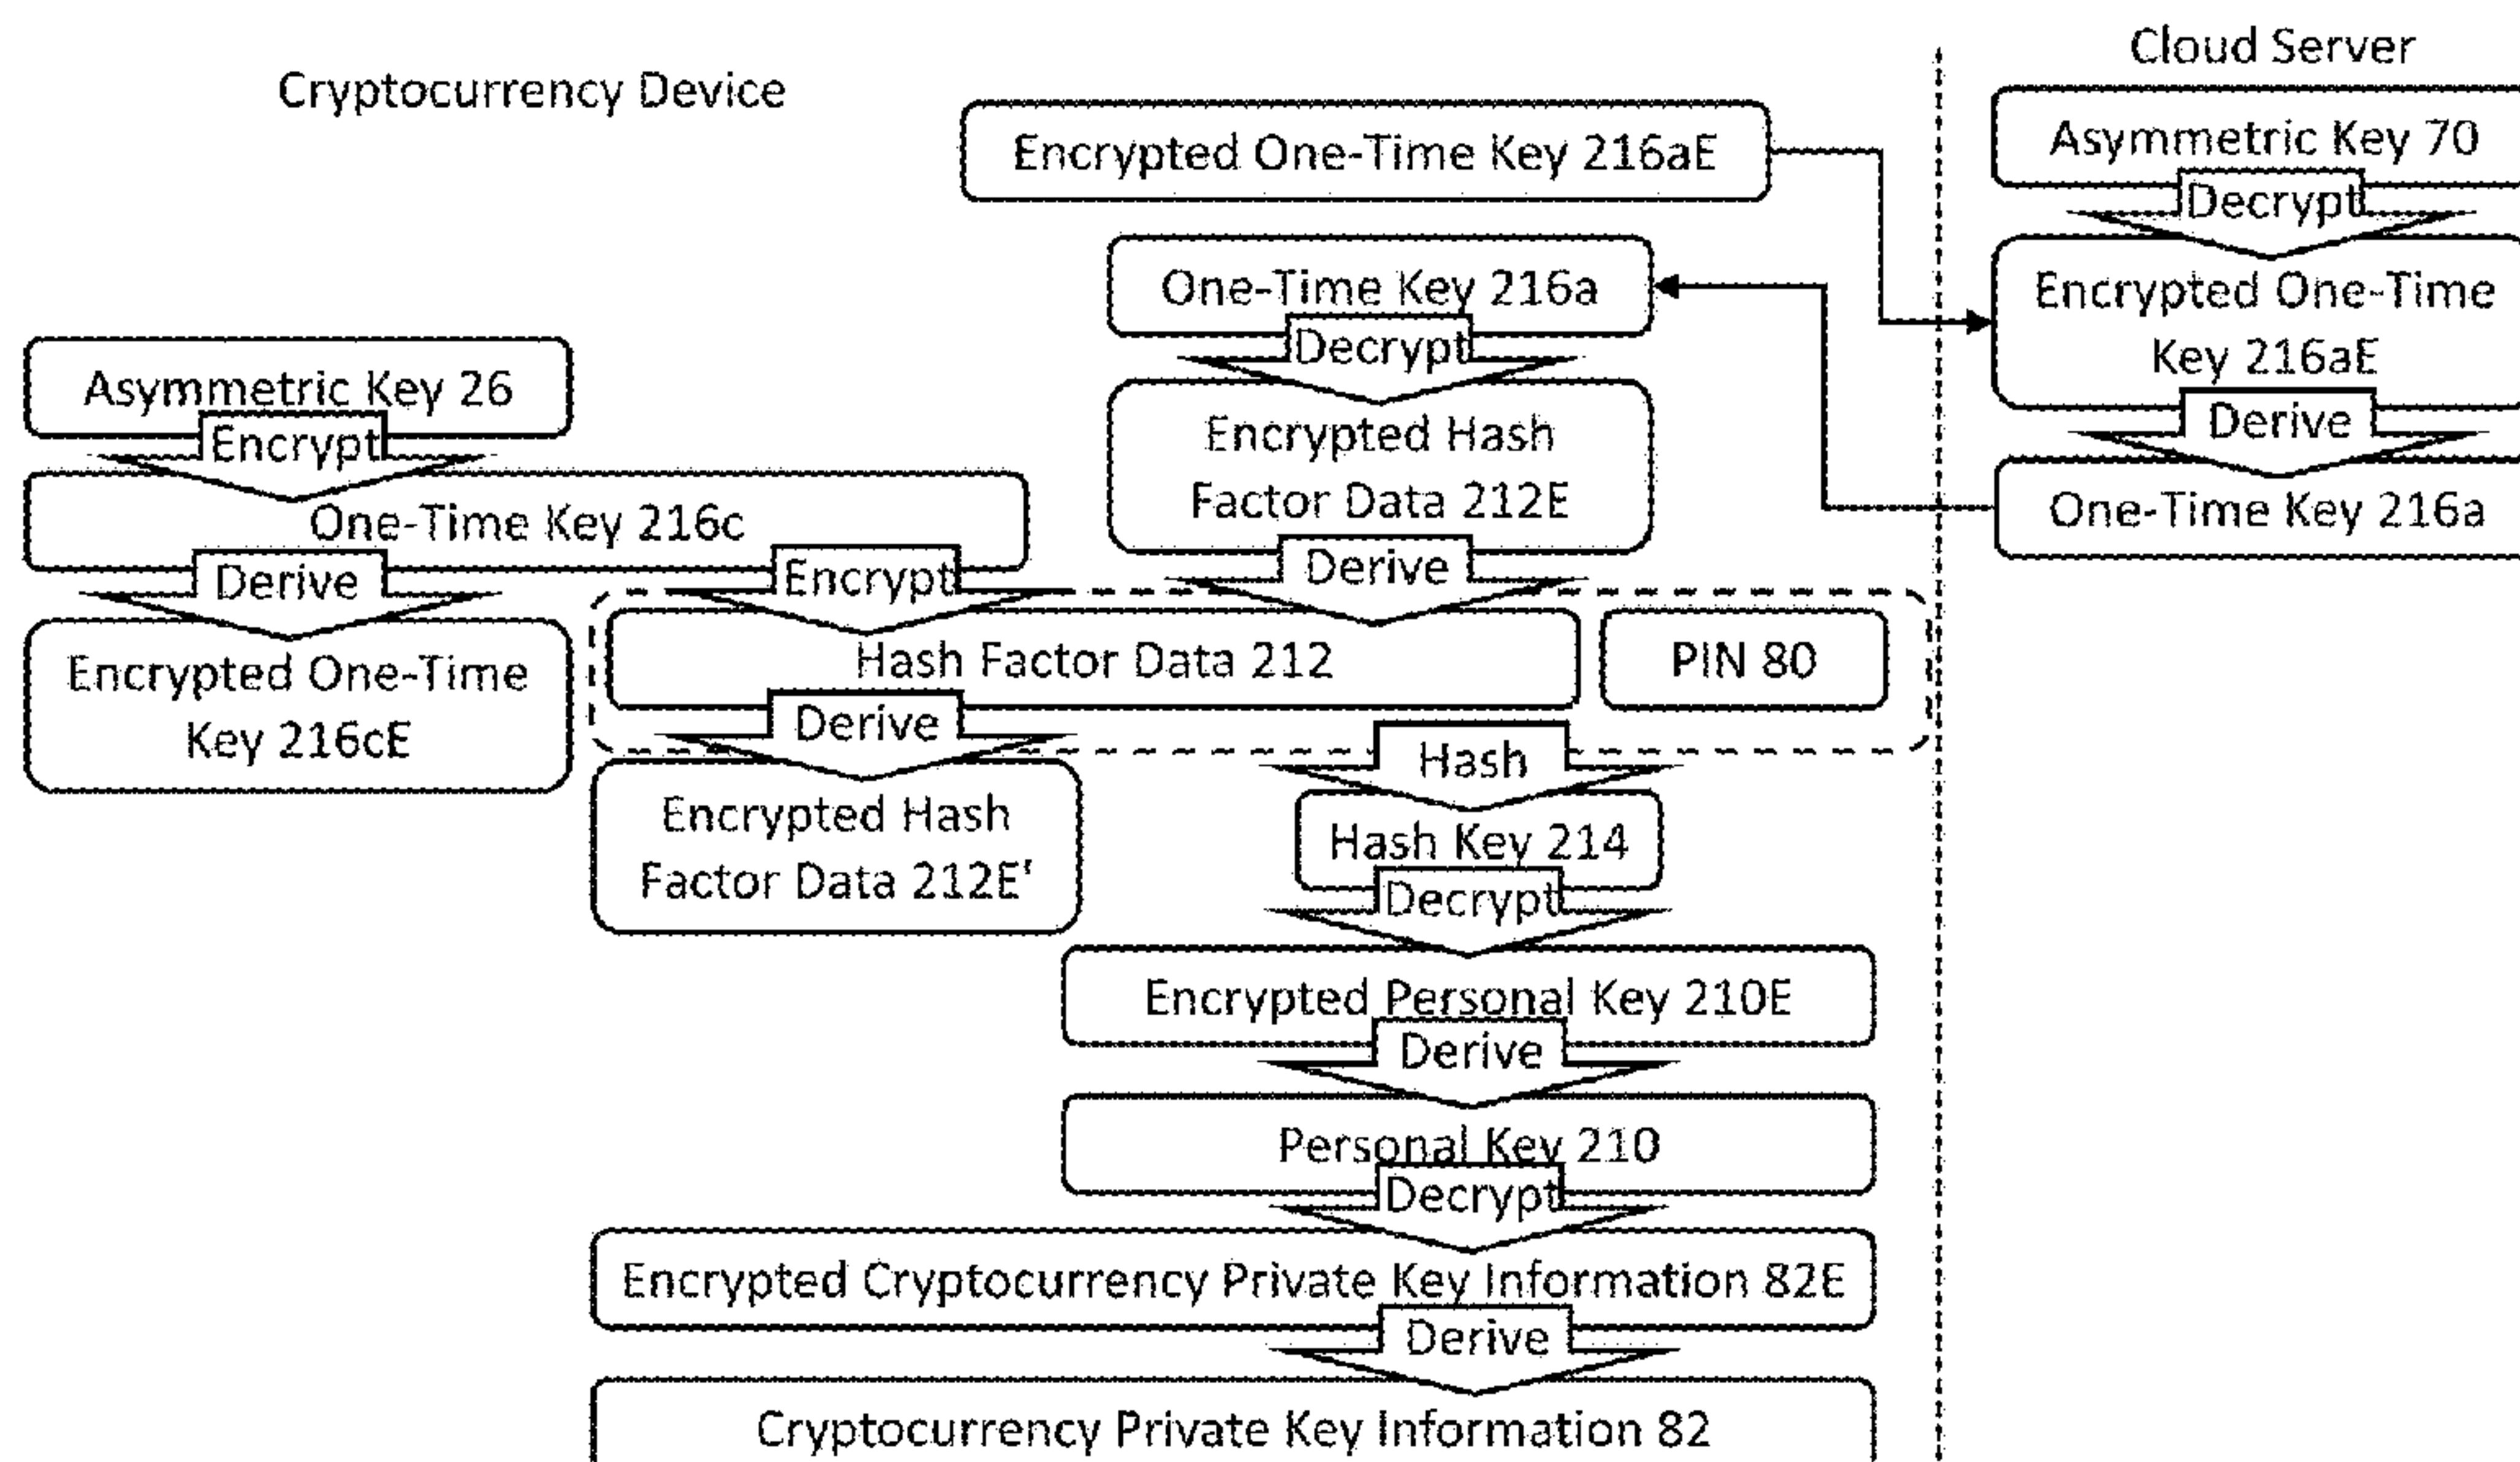 Cryptocurrency Device
Cloud Server
Encrypted One-Time Key 216aE
Asymmetric Key 70
Decrypt
Encrypted One-Time
Key 216aE
Derive
One-Time Key 216a
One-Time Key 216a
Decrypt
Encrypted Hash
Factor Data 212E
Derive
Asymmetric Key 26
Encrypt
One-Time Key 216c
Derive
Encrypt
Encrypted One-Time
Key 216cE
Hash Factor Data 212
PIN 80
Derive
Encrypted Hash
Factor Data 212E'
Hash
Hash Key 214
Decrypt
Encrypted Personal Key 210E
Derive
Personal Key 210
Decrypt
Encrypted Cryptocurrency Private Key Information 82E
Derive
Cryptocurrency Private Key Information 82